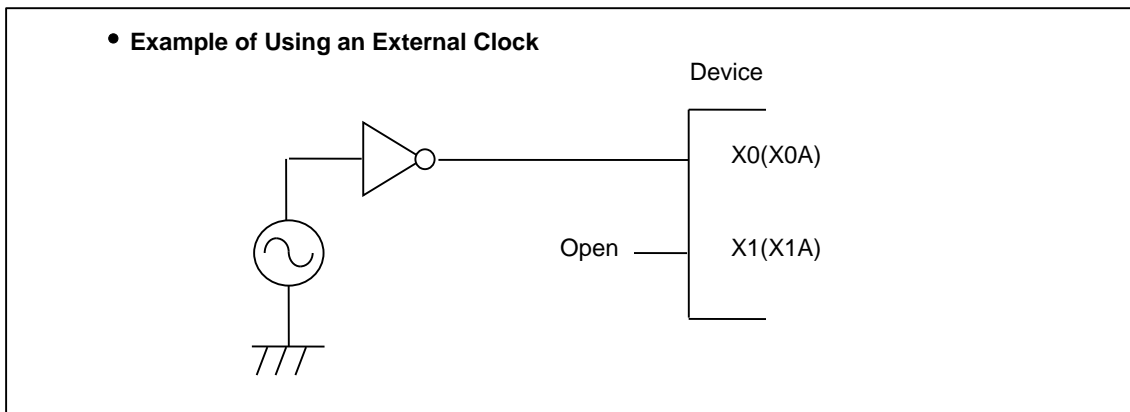 • Example of Using an External Clock
Device
X0(X0A)
Open
X1(X1A)